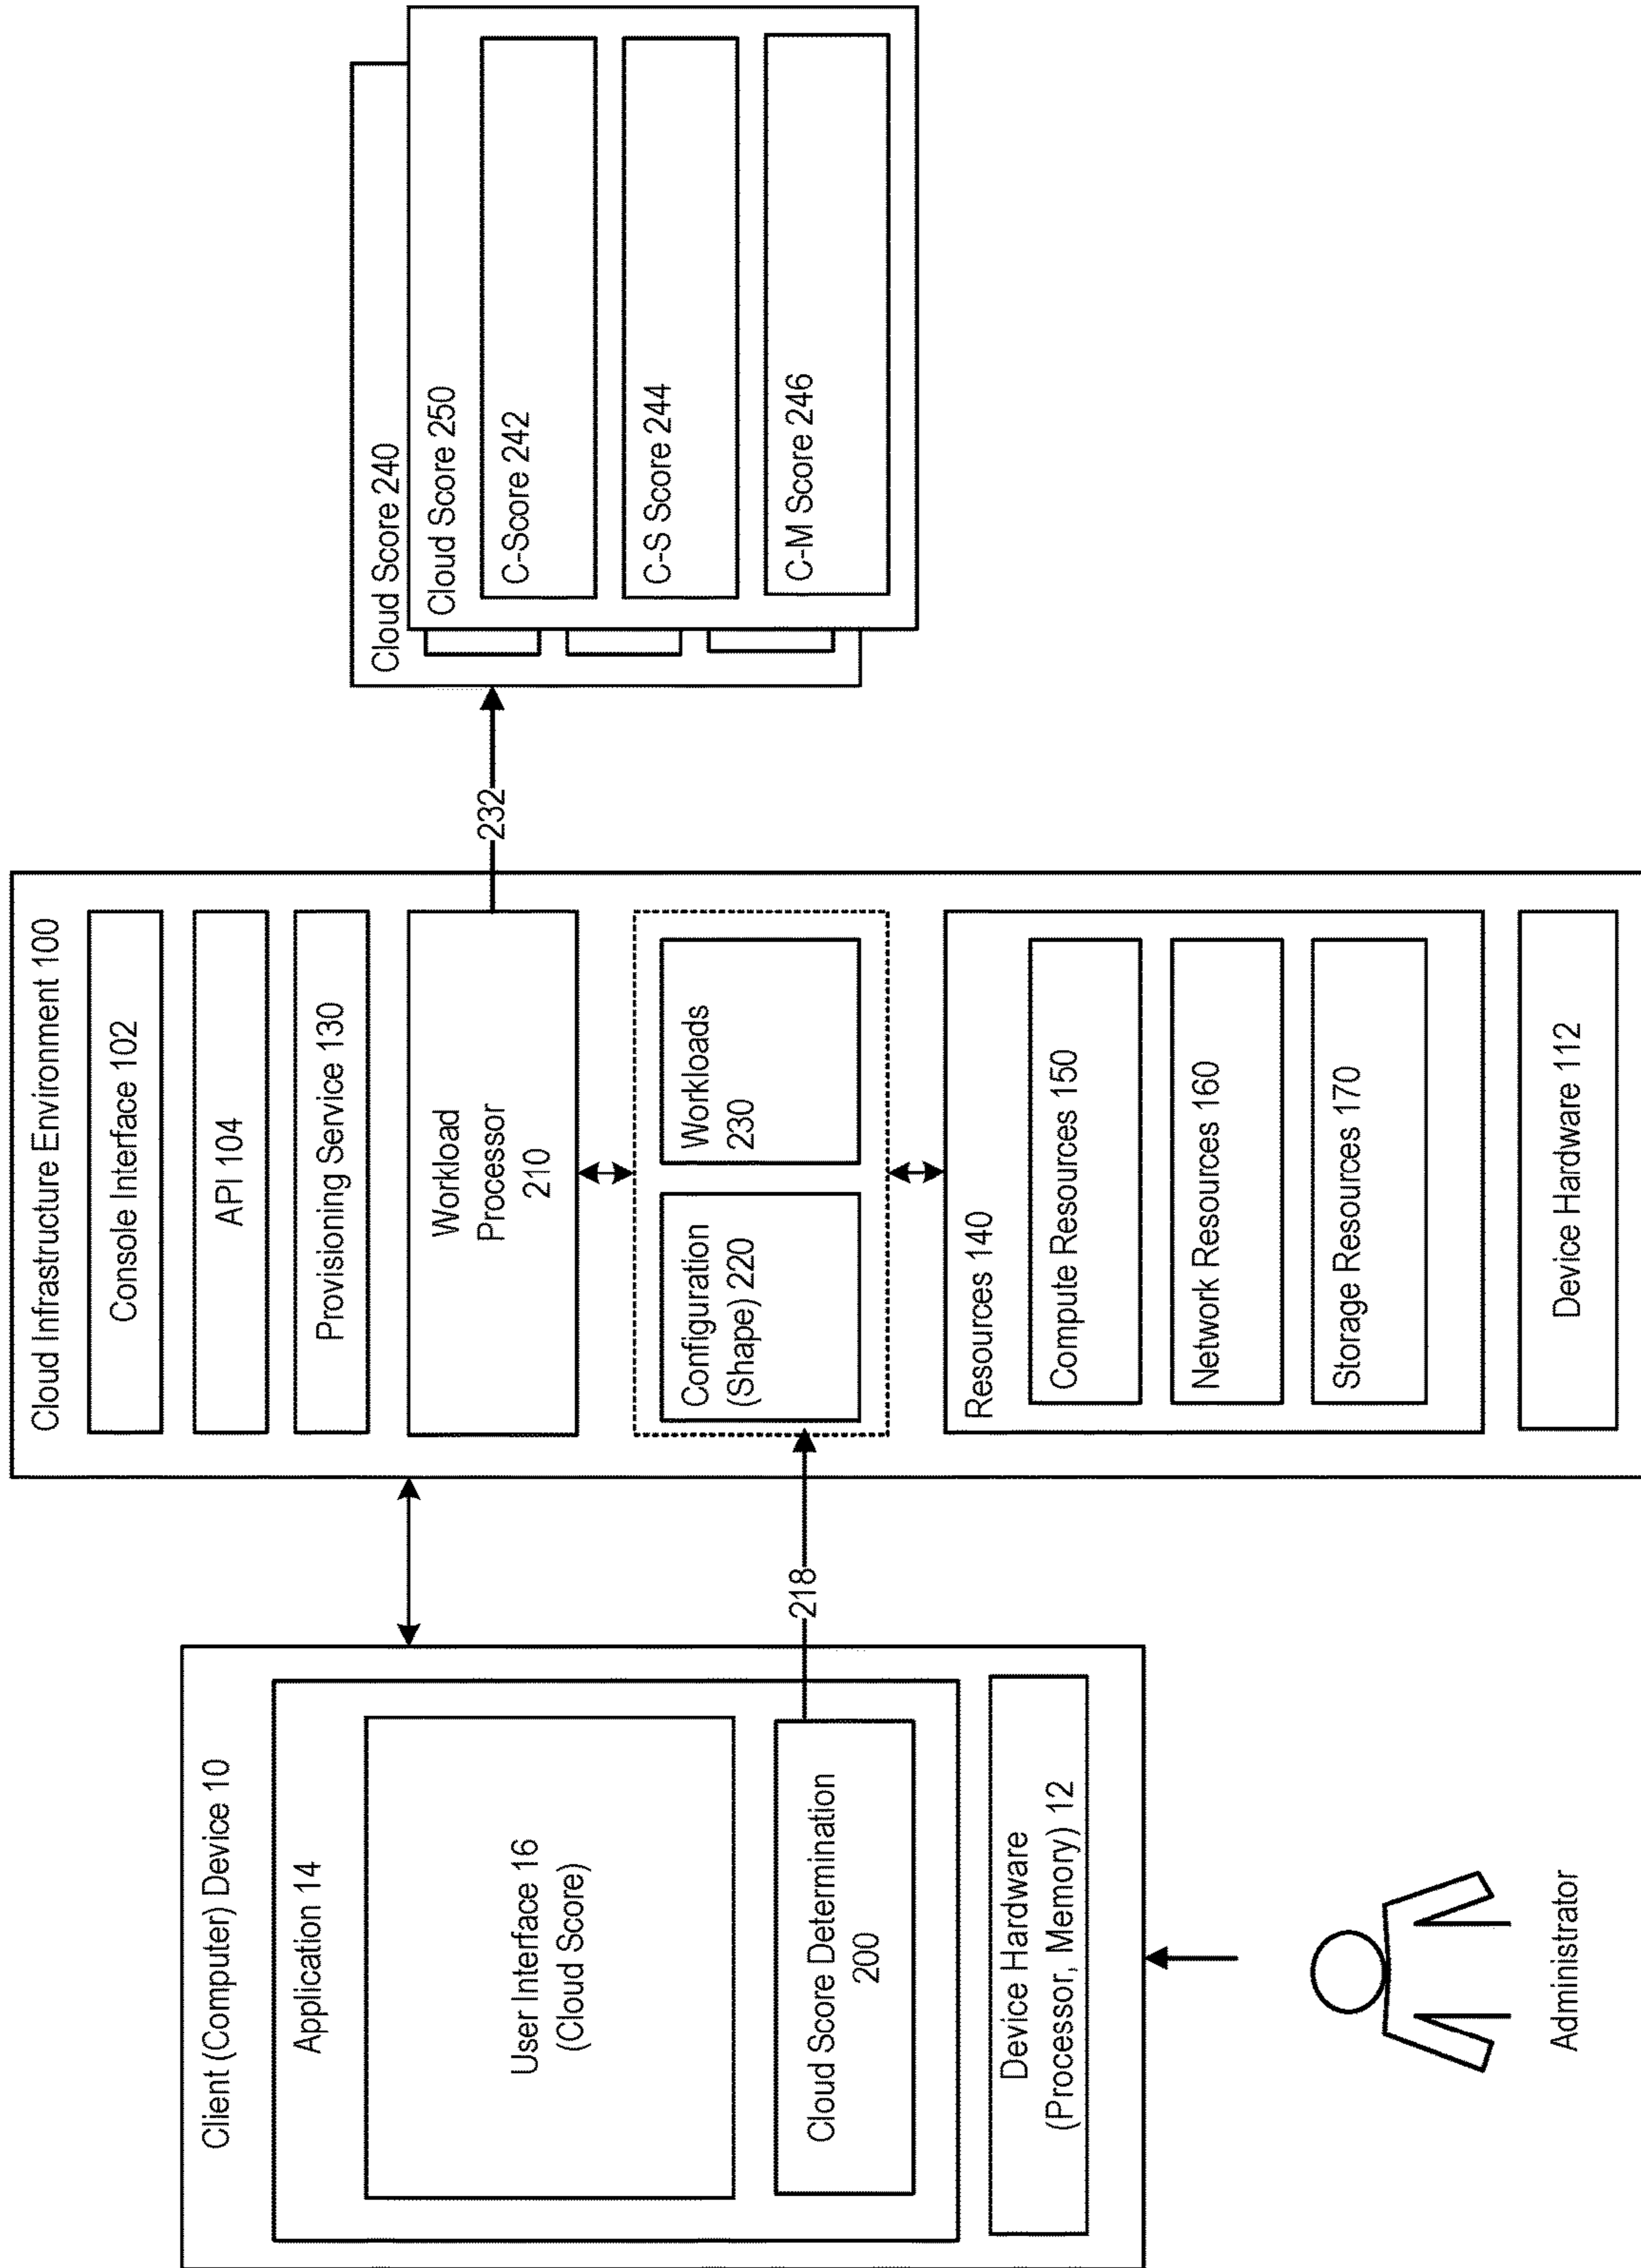 Client (Computer) Device 10
Application 14
User Interface 16
(Cloud Score)
Cloud Score Determination
200
Device Hardware
(Processor, Memory) 12
Administrator
218
Cloud Infrastructure Environment 100
Console Interface 102
API 104
Provisioning Service 130
Workload
Processor
210
Configuration
(Shape) 220
Workloads
230
Resources 140
Compute Resources 150
Network Resources 160
Storage Resources 170
Device Hardware 112
232
Cloud Score 240
Cloud Score 250
C-Score 242
C-S Score 244
C-M Score 246